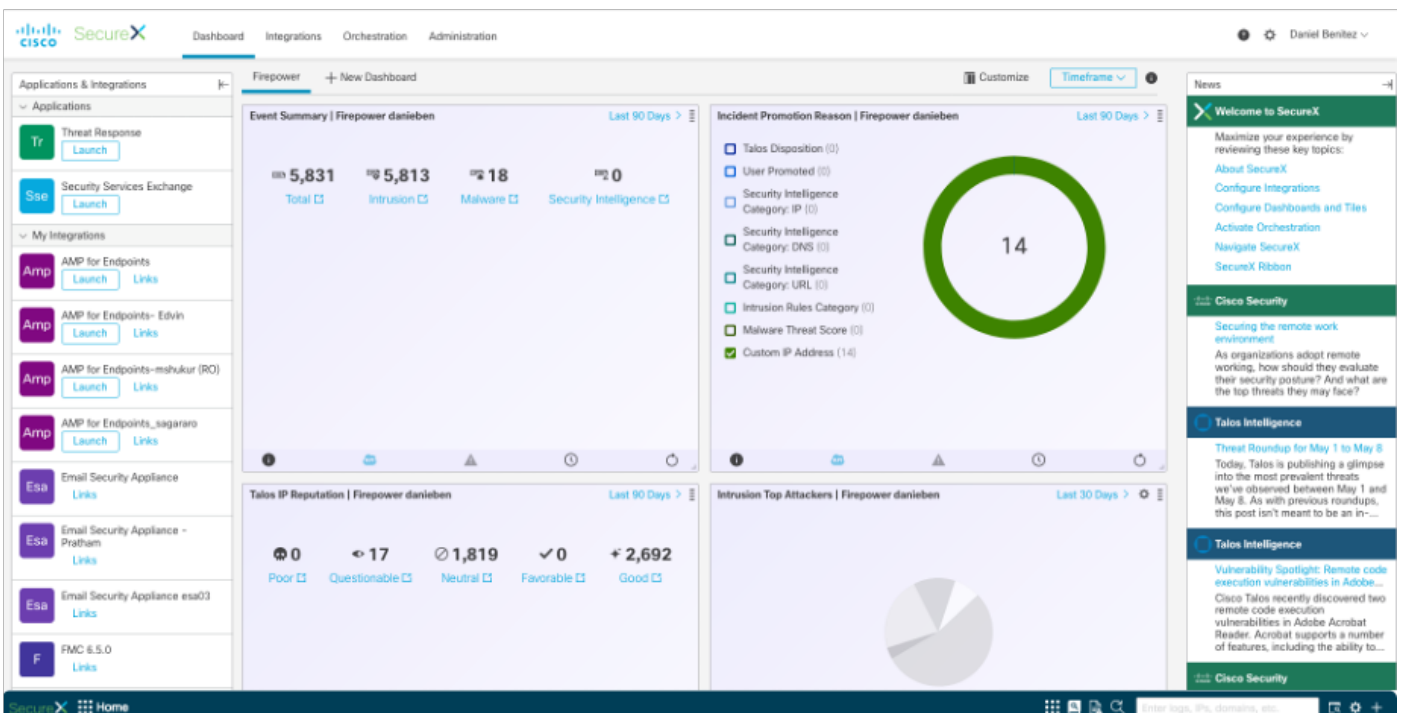 CISCO SecureX Dashboard Integrations Orchestration Administration Daniel Benitez
Applications & Integrations
Applications
Tr Threat Response
Launch
Sse Security Services Exchange
Launch
My Integrations
Amp AMP for Endpoints
Launch Links
Amp AMP for Endpoints- Edvin
Launch Links
Amp AMP for Endpoints-mshukur (RO)
Launch Links
Amp AMP for Endpoints_sagararo
Launch Links
Esa Email Security Appliance
Links
Esa Email Security Appliance -
Pratham
Links
Esa Email Security Appliance esa03
Links
F FMC 6.5.0
Links
Firepower + New Dashboard Customize Timeframe
Event Summary | Firepower danieben Last 90 Days >
5,831 5,813 18 0
Total Intrusion Malware Security Intelligence
Incident Promotion Reason | Firepower danieben Last 90 Days >
Talos Disposition (0)
User Promoted (0)
Security Intelligence
Category: IP (0)
Security Intelligence
Category: DNS (0)
Security Intelligence
Category: URL (0)
Intrusion Rules Category (0)
Malware Threat Score (0)
Custom IP Address (14)
14
Talos IP Reputation | Firepower danieben Last 90 Days >
0 17 1,819 0 2,692
Poor Questionable Neutral Favorable Good
Intrusion Top Attackers | Firepower danieben Last 30 Days >
News
Welcome to SecureX
Maximize your experience by
reviewing these key topics:
About SecureX
Configure Integrations
Configure Dashboards and Tiles
Activate Orchestration
Navigate SecureX
SecureX Ribbon
Cisco Security
Securing the remote work
environment
As organizations adopt remote
working, how should they evaluate
their security posture? And what are
the top threats they may face?
Talos Intelligence
Threat Roundup for May 1 to May 8
Today, Talos is publishing a glimpse
into the most prevalent threats
we've observed between May 1 and
May 8. As with previous roundups,
this post isn't meant to be an in-...
Talos Intelligence
Vulnerability Spotlight: Remote code
execution vulnerabilities in Adobe...
Cisco Talos recently discovered two
remote code execution
vulnerabilities in Adobe Acrobat
Reader. Acrobat supports a number
of features, including the ability to...
Cisco Security
SecureX Home Enter logs, IPs, domains, etc.